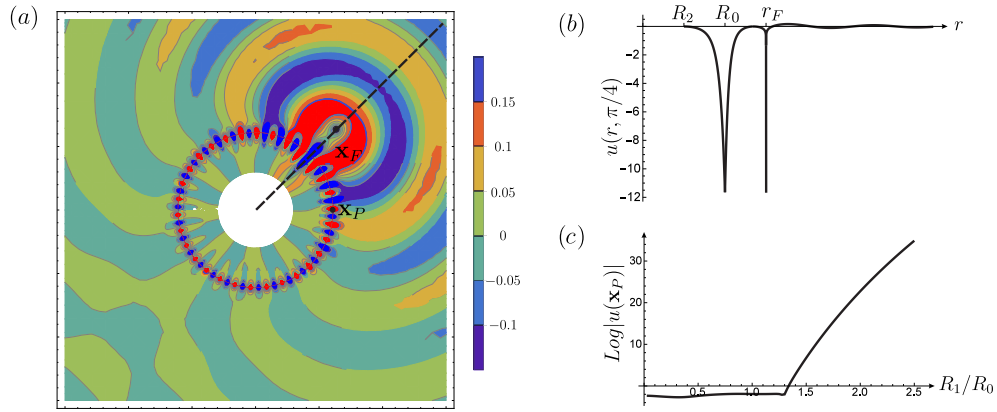 (a)
x_F
x_P
0.15
0.10
0.05
0
−0.05
−0.1
(b)
R_2 R_0 r_F r
-2
-4
-6
-8
-10
-12
u(r, π/4)
(c)
30
20
10
0.5 1.0 1.5 2.0 2.5
R_1/R_0
Log|u(x_P)|